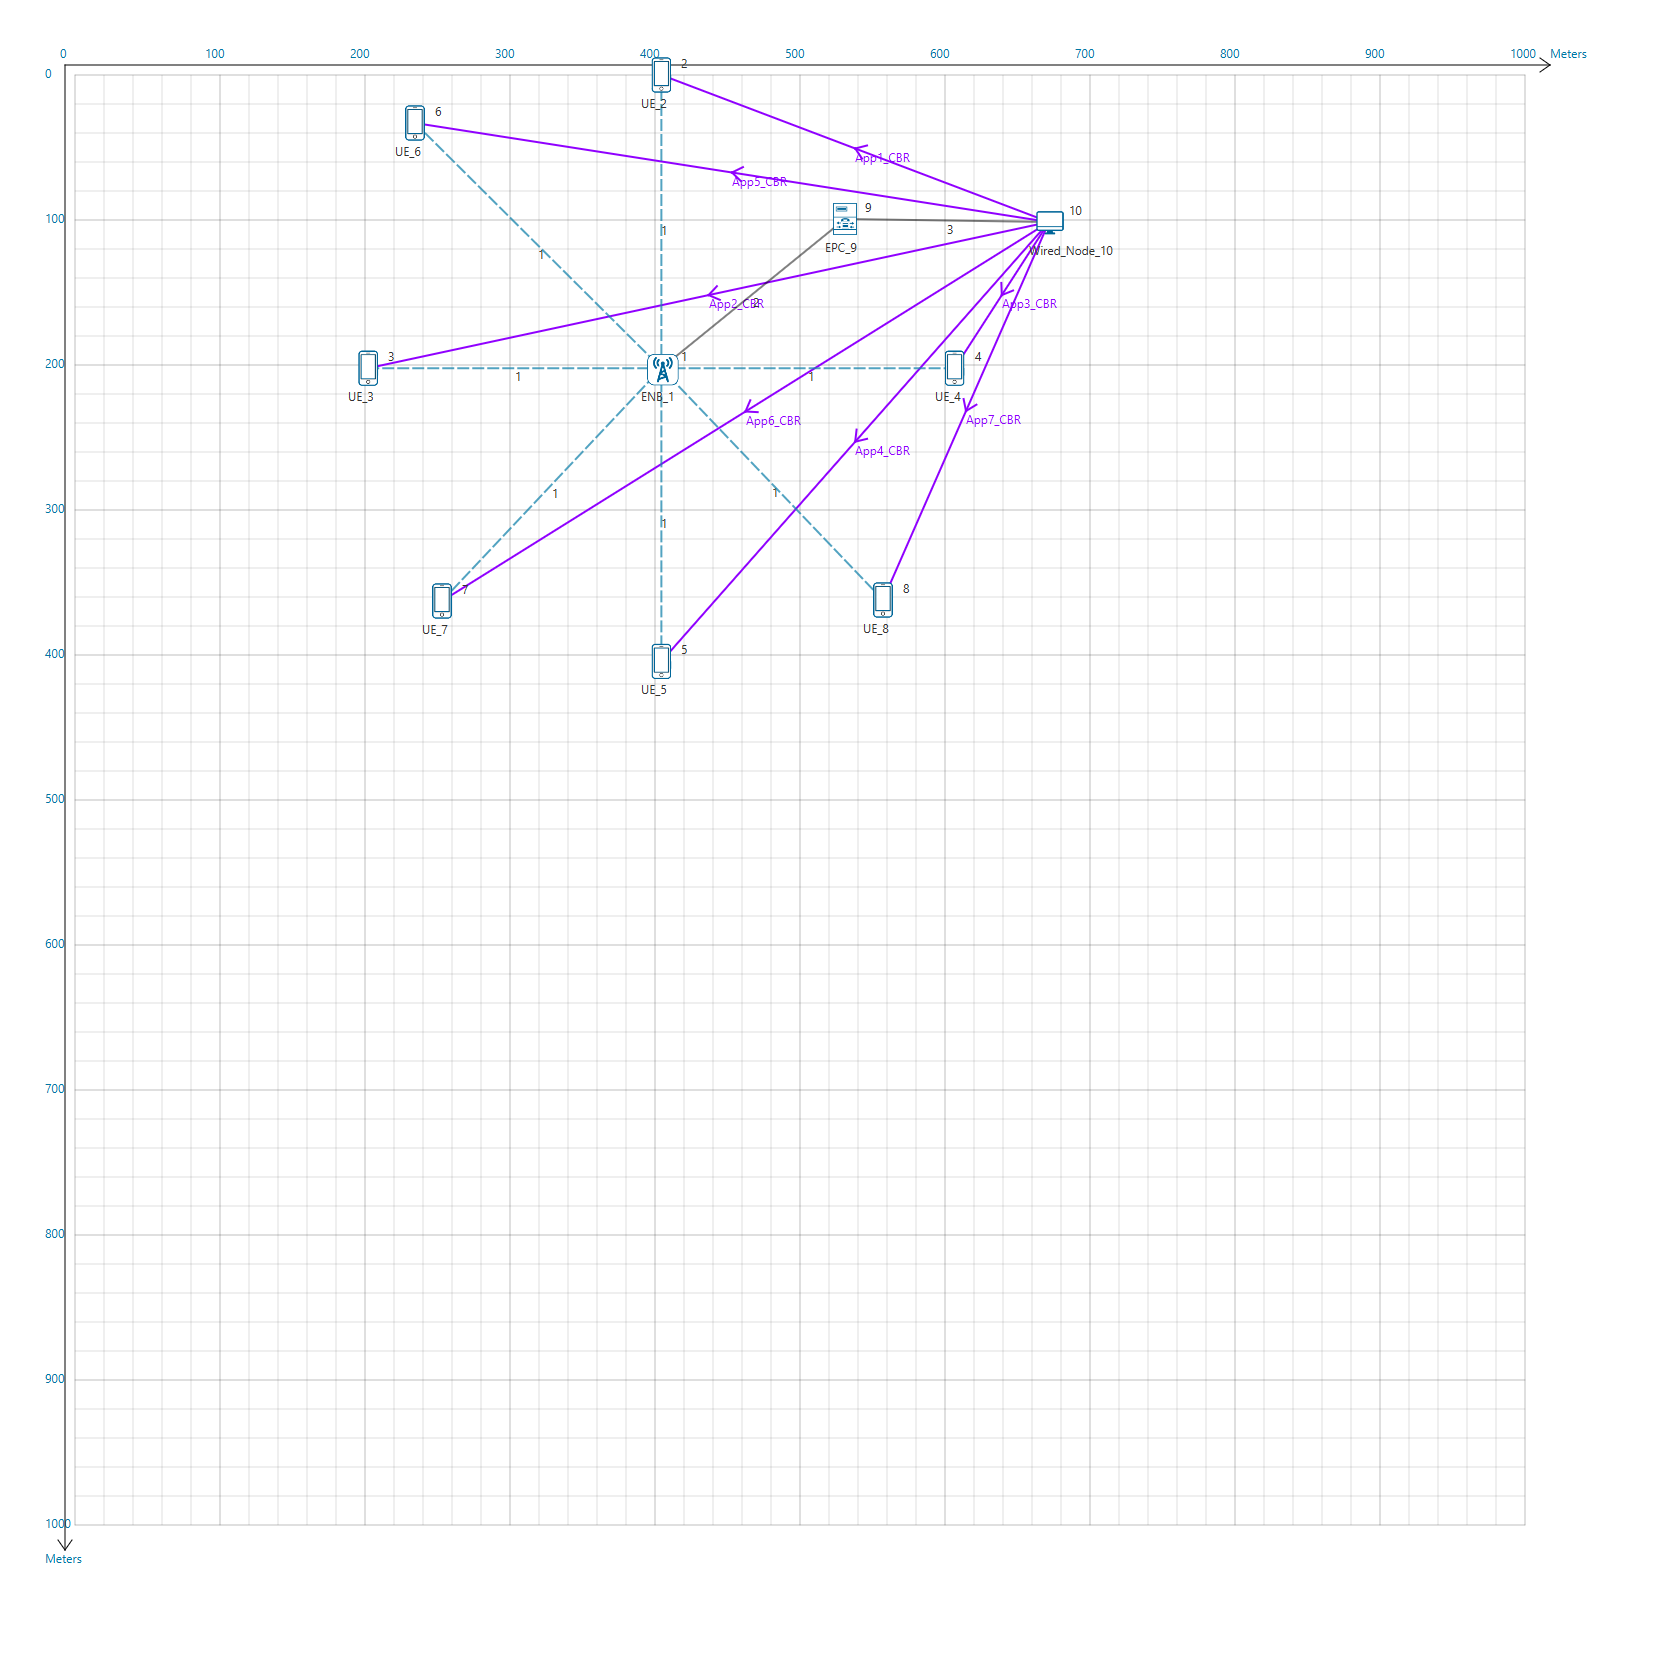 0 100 200 300 400 500 600 700 800 900 1000 Meters
0
2
UE_2
6
UE_6
App1_CBR
App5_CBR
100
9
10
1
3
EPC_9
Wired_Node_10
1
App2_CBR
2
App3_CBR
200
3
1
4
1
1
UE_3
ENB_1
UE_4
App6_CBR
App7_CBR
App4_CBR
1
1
300
1
7
8
UE_7
UE_8
400
5
UE_5
500
600
700
800
900
1000
Meters